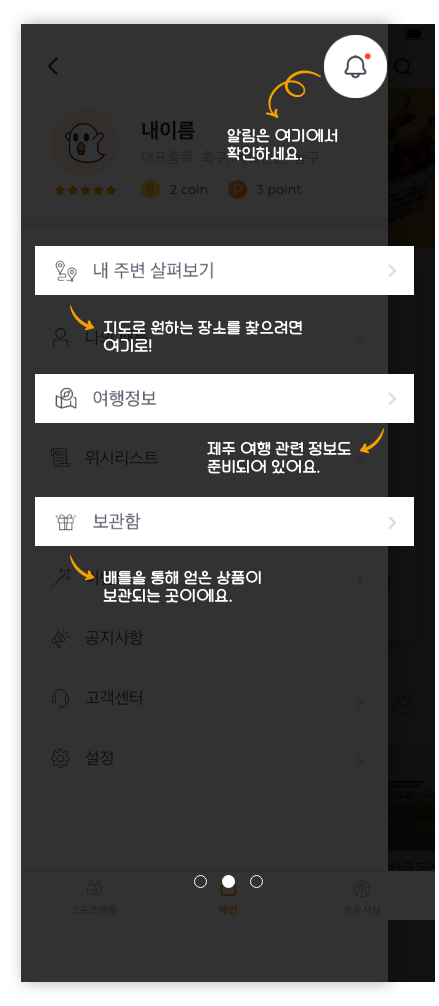 내이름
알림은 여기에서
확인하세요.
대표종목: 축구,
구
2 coin
3 point
내 주변 살펴보기
지도로 원하는 장소를 찾으려면
여기로!
여행정보
위시리스트
제주 여행 관련 정보도
준비되어 있어요.
보관함
배틀을 통해 얻은 상품이
보관되는 곳이에요.
공지사항
고객센터
설정
스포츠배틀
메인
운동시설